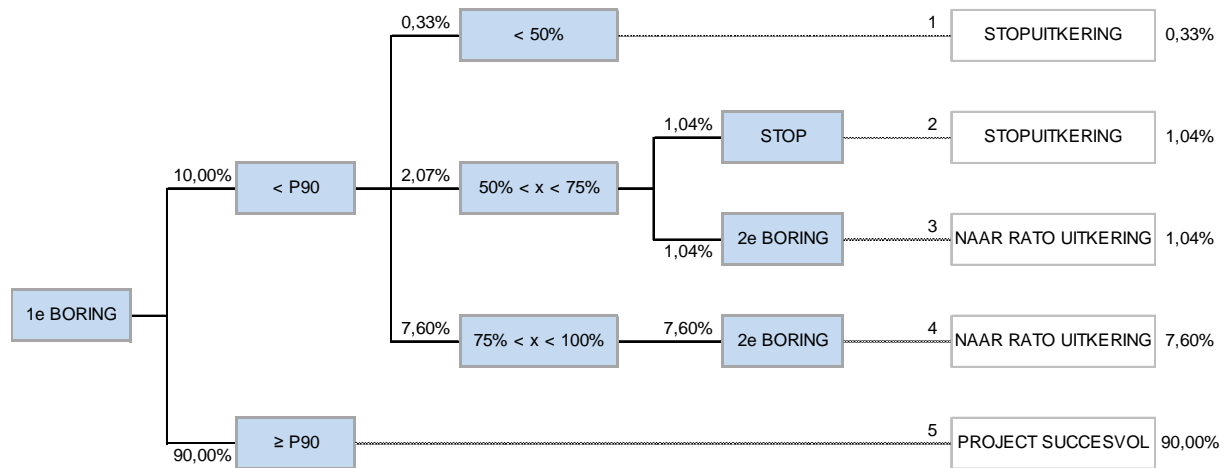 0,33%
< 50%
1
STOPUITKERING
0,33%
1,04%
STOP
2
STOPUITKERING
1,04%
10,00%
< P90
2,07%
50% < x < 75%
1,04%
2e BORING
3
NAAR RATO UITKERING
1,04%
1e BORING
7,60%
75% < x < 100%
7,60%
2e BORING
4
NAAR RATO UITKERING
7,60%
90,00%
≥ P90
5
PROJECT SUCCESVOL
90,00%